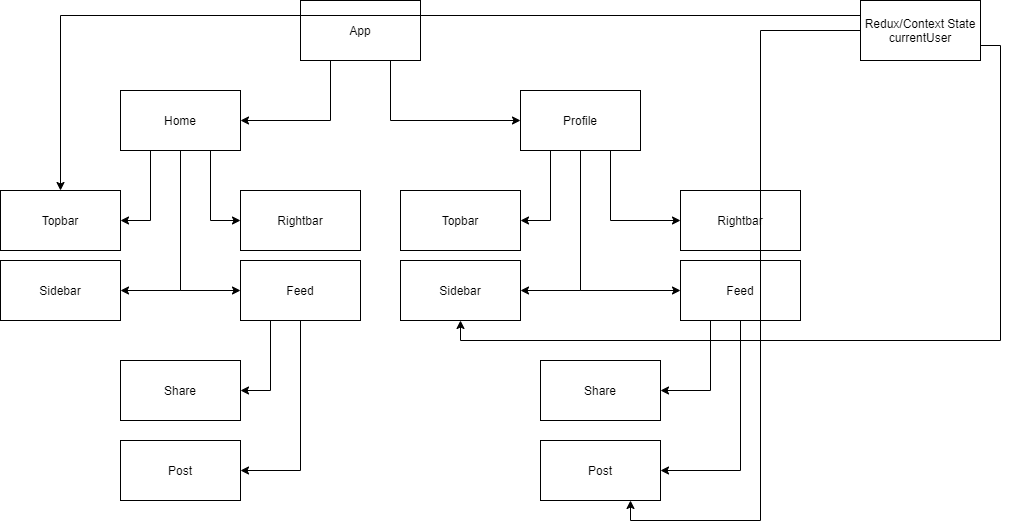 App
Redux/Context State
currentUser
Home
Profile
Topbar
Rightbar
Topbar
Rightbar
Sidebar
Feed
Sidebar
Feed
Share
Share
Post
Post